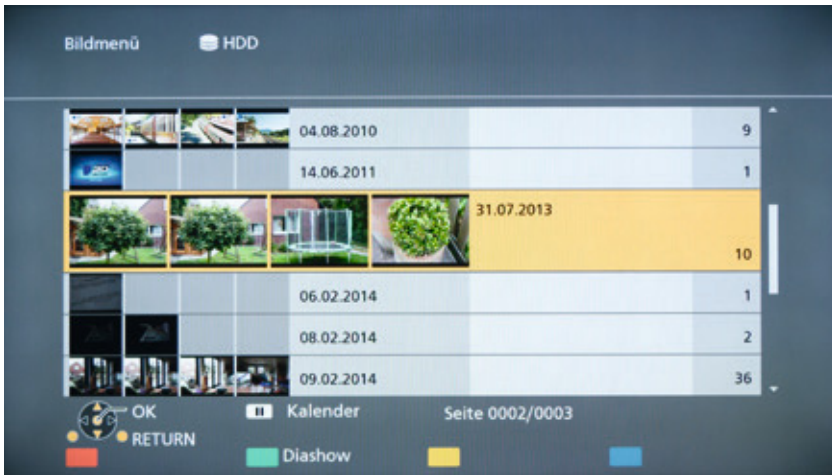 Bildmenü HDD
04.08.2010 9
14.06.2011 1
31.07.2013
10
06.02.2014 1
08.02.2014 2
09.02.2014 36
OK Kalender Seite 0002/0003
RETURN
Diashow